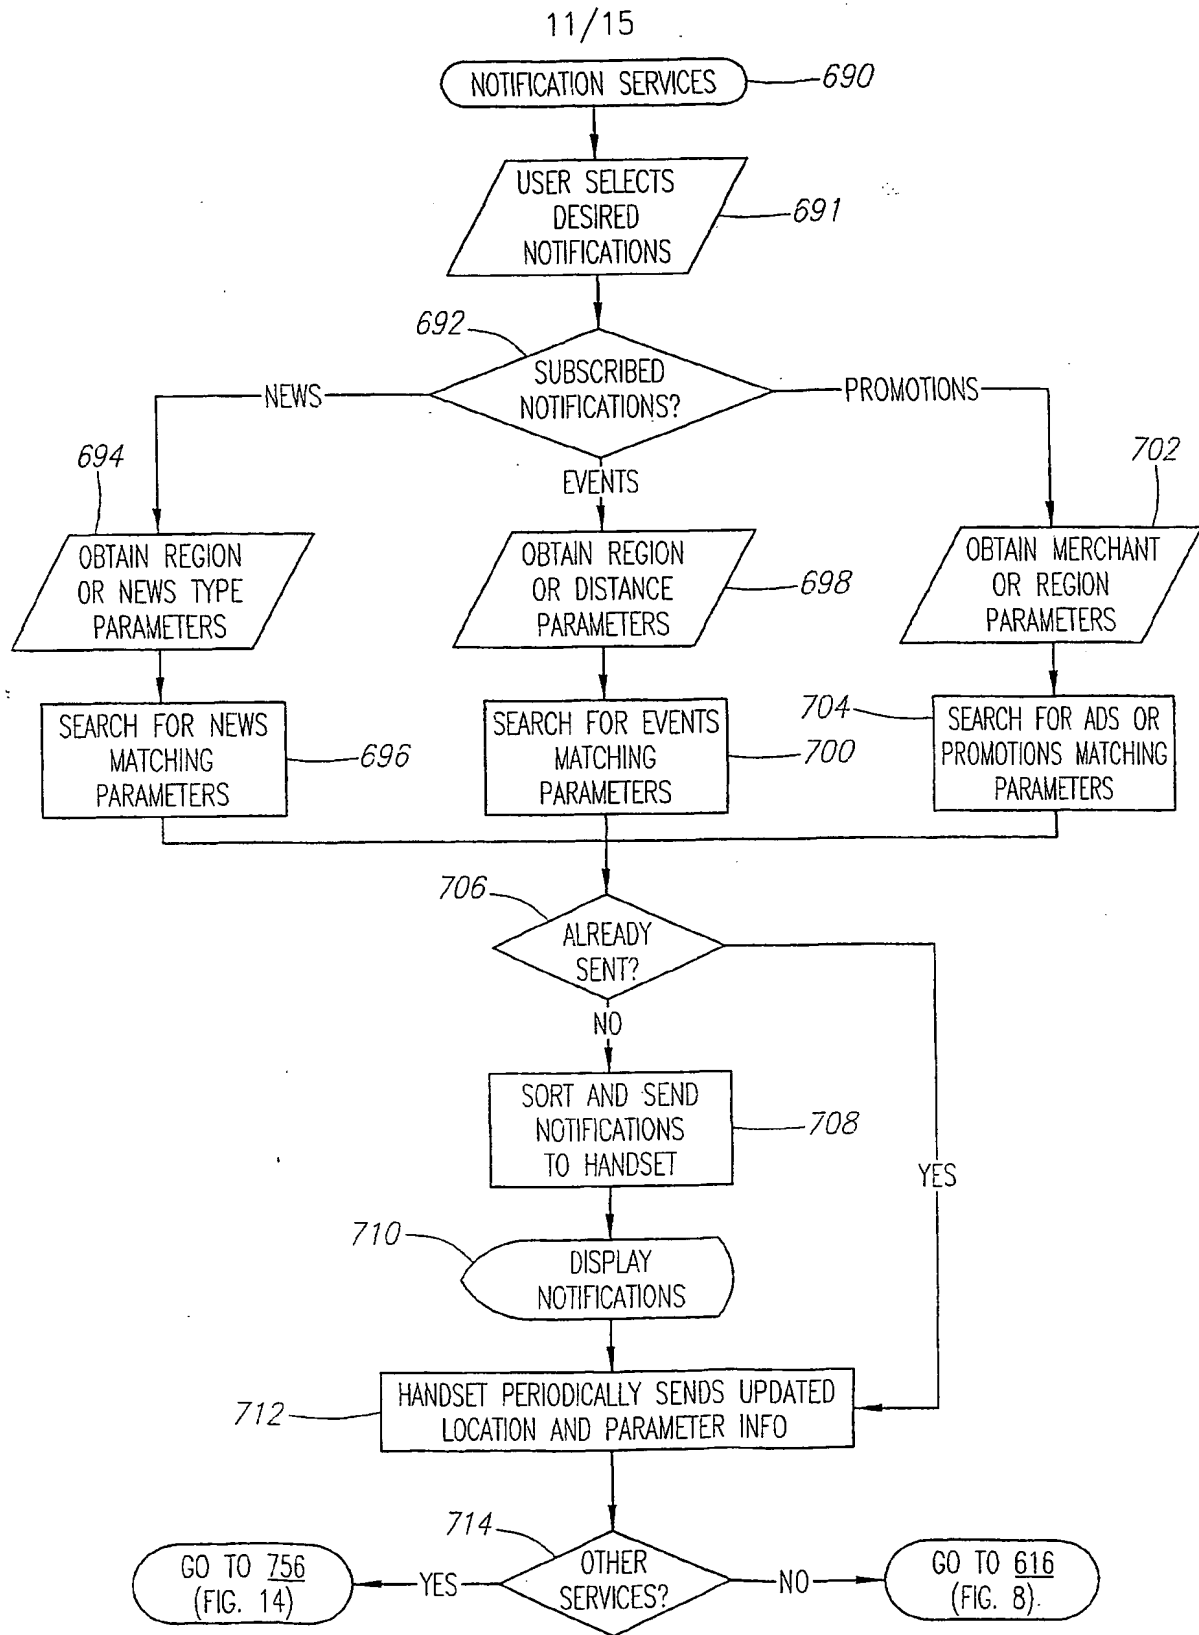 11/15
NOTIFICATION SERVICES
690
USER SELECTS
DESIRED
NOTIFICATIONS
691
692
SUBSCRIBED
NOTIFICATIONS?
NEWS
PROMOTIONS
EVENTS
694
OBTAIN REGION
OR NEWS TYPE
PARAMETERS
OBTAIN REGION
OR DISTANCE
PARAMETERS
698
702
OBTAIN MERCHANT
OR REGION
PARAMETERS
SEARCH FOR NEWS
MATCHING
PARAMETERS
696
SEARCH FOR EVENTS
MATCHING
PARAMETERS
700
704
SEARCH FOR ADS OR
PROMOTIONS MATCHING
PARAMETERS
706
ALREADY
SENT?
NO
YES
SORT AND SEND
NOTIFICATIONS
TO HANDSET
708
710
DISPLAY
NOTIFICATIONS
712
HANDSET PERIODICALLY SENDS UPDATED
LOCATION AND PARAMETER INFO
714
OTHER
SERVICES?
YES
NO
GO TO 756
(FIG. 14)
GO TO 616
(FIG. 8)